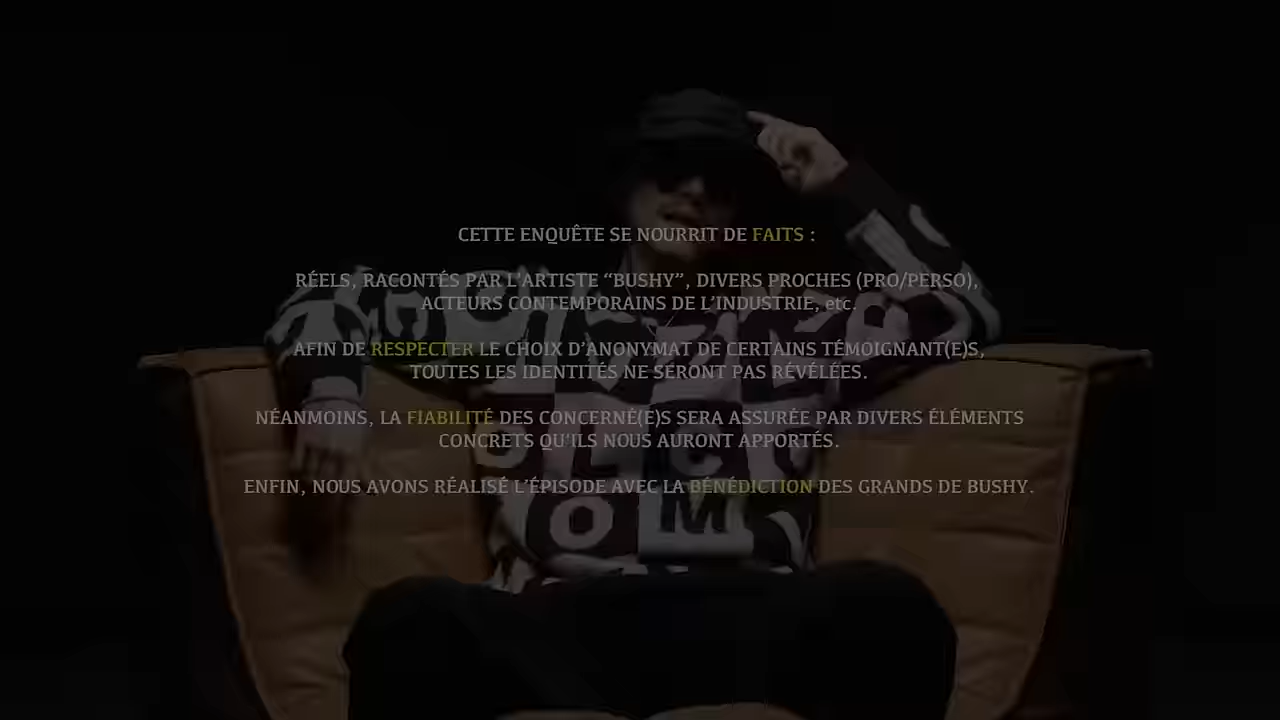 CETTE ENQUÊTE SE NOURRIT DE FAITS :
RÉELS, RACONTÉS PAR L'ARTISTE “BUSHY”, DIVERS PROCHES (PRO/PERSO),
ACTEURS CONTEMPORAINS DE L'INDUSTRIE, etc.
AFIN DE RESPECTER LE CHOIX D'ANONYMAT DE CERTAINS TÉMOIGNANT(E)S,
TOUTES LES IDENTITÉS NE SERONT PAS RÉVÉLÉES.
NÉANMOINS, LA FIABILITÉ DES CONCERNÉ(E)S SERA ASSURÉE PAR DIVERS ÉLÉMENTS
CONCRETS QU'ILS NOUS AURONT APPORTÉS.
ENFIN, NOUS AVONS RÉALISÉ L'ÉPISODE AVEC LA BÉNÉDICTION DES GRANDS DE BUSHY.